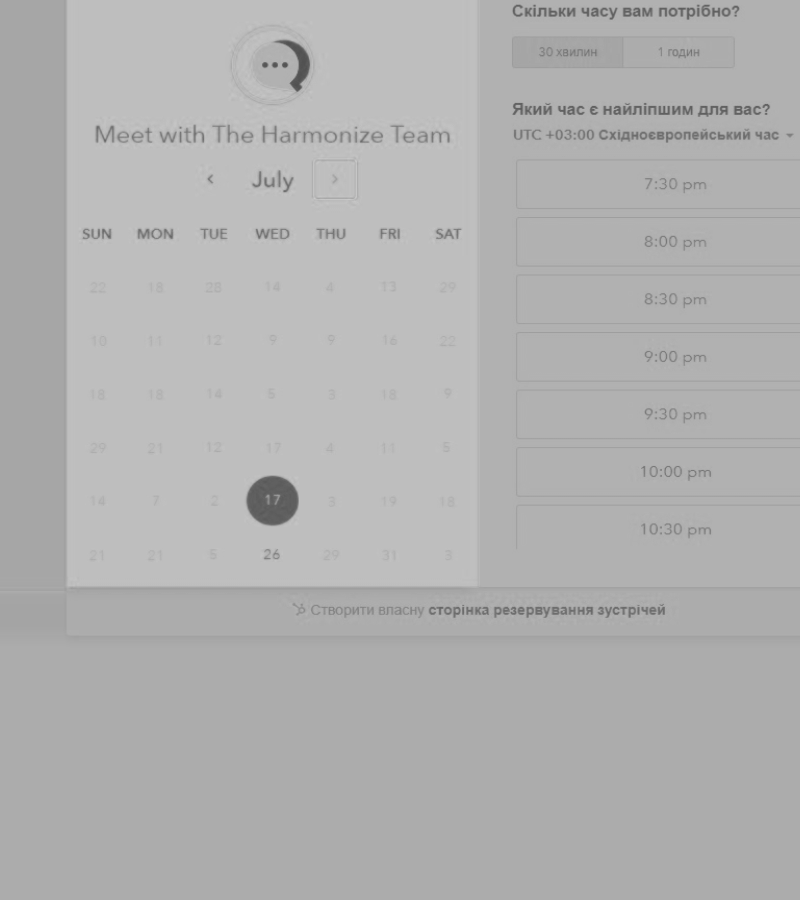 Meet with The Harmonize Team
July
SUN MON TUE WED THU FRI SAT
22 18 28 14 4 13 29
10 11 12 9 9 16 22
18 18 14 5 3 18 9
29 21 12 17 4 11 5
14 7 2 17 3 19 18
21 21 5 26 29 31 3
Скільки часу вам потрібно?
30 хвилин 1 годин
Який час є найліпшим для вас?
UTC +03:00 Східноєвропейський час
7:30 pm
8:00 pm
8:30 pm
9:00 pm
9:30 pm
10:00 pm
10:30 pm
Створити власну сторінка резервування зустрічей